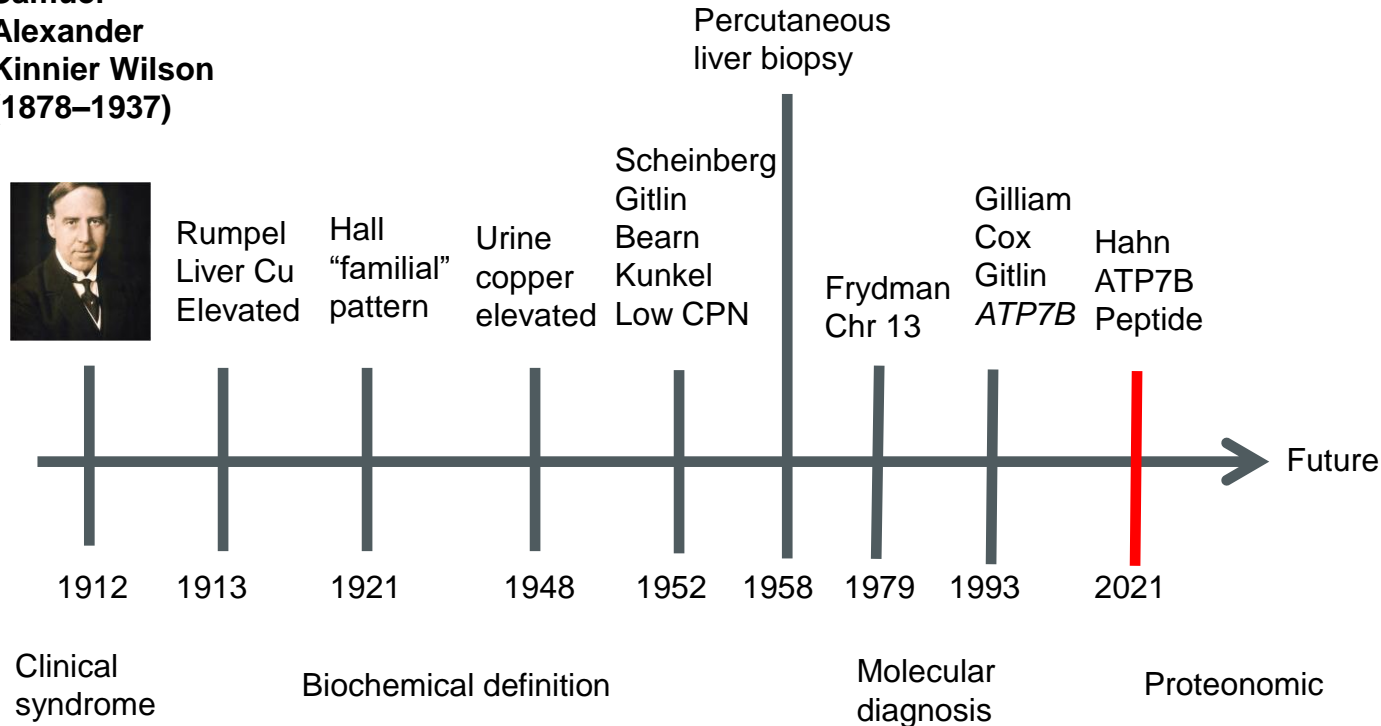 Alexander
Kinnier Wilson
1878–1937)
Percutaneous
liver biopsy
Rumpel
Liver Cu
Elevated
Hall
“familial”
pattern
Urine
copper
elevated
Scheinberg
Gitlin
Bearn
Kunkel
Low CPN
Frydman
Chr 13
Gilliam
Cox
Gitlin
ATP7B
Hahn
ATP7B
Peptide
Future
1912
1913
1921
1948
1952
1958
1979
1993
2021
Clinical
syndrome
Biochemical definition
Molecular
diagnosis
Proteonomic